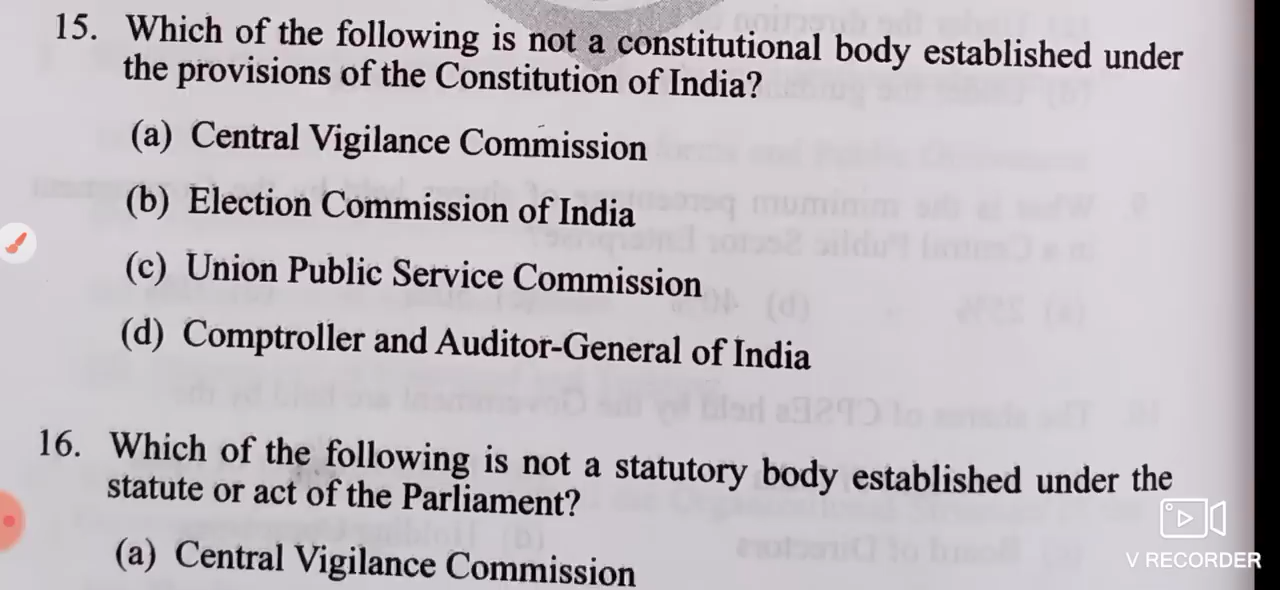 15. Which of the following is not a constitutional body established under
the provisions of the Constitution of India?
(a) Central Vigilance Commission
(b) Election Commission of India
(c) Union Public Service Commission
(d) Comptroller and Auditor-General of India
16. Which of the following is not a statutory body established under the
statute or act of the Parliament?
(a) Central Vigilance Commission
V RECORDER